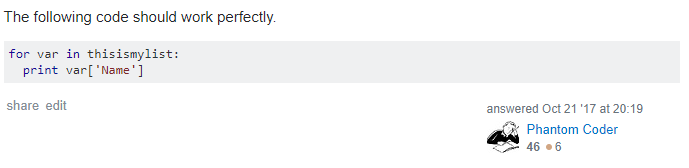 The following code should work perfectly.
for var in thisismylist:
  print var['Name']
share edit
answered Oct 21 '17 at 20:19
Phantom Coder
46 ● 6